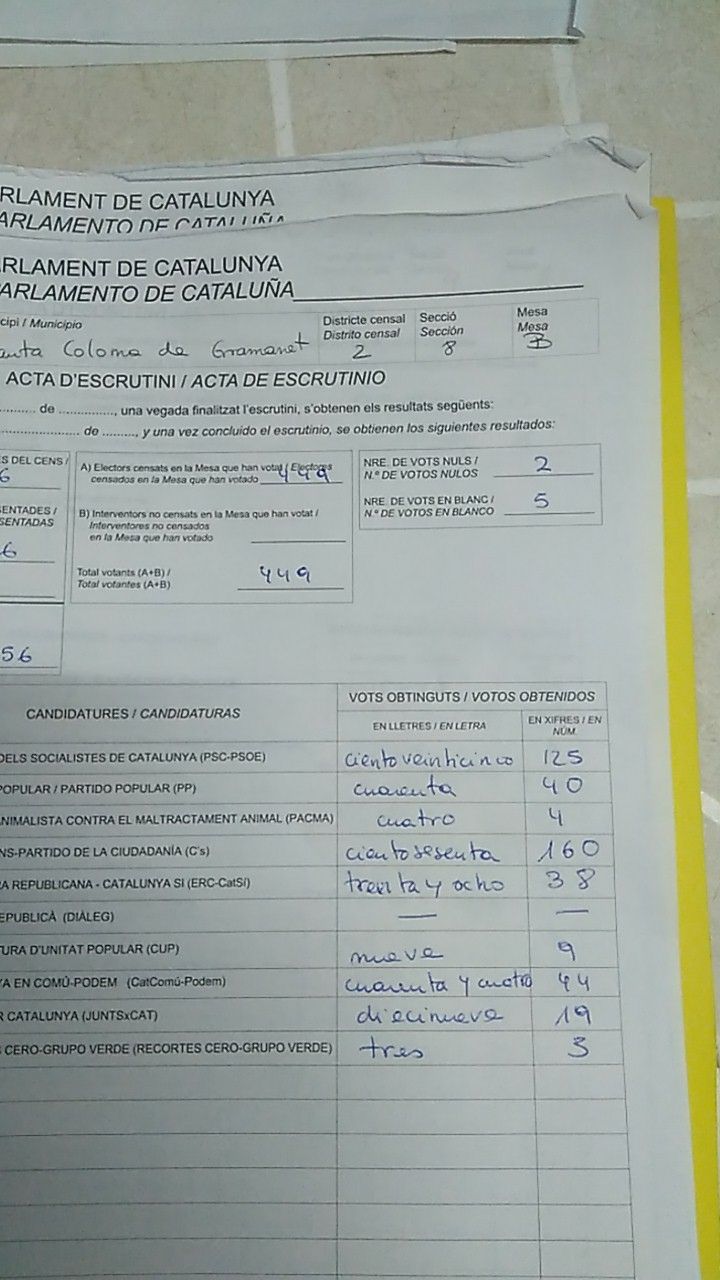 RLAMENT DE CATALUNYA
ARLAMENTO DE CATALUÑA
RLAMENT DE CATALUNYA
ARLAMENTO DE CATALUÑA
cipi / Municipio
anta Coloma de Gramanet
Districte censal
Distrito censal
2
Secció
Sección
8
Mesa
Mesa
B
ACTA D'ESCRUTINI / ACTA DE ESCRUTINIO
......... de .............., una vegada finalitzat l'escrutini, s'obtenen els resultats següents:
.................. de ........., y una vez concluido el escrutinio, se obtienen los siguientes resultados:
S DEL CENS /
6
ENTADES /
SENTADAS
6
56
A) Electors censats en la Mesa que han votat / Electores
censados en la Mesa que han votado 449
B) Interventors no censats en la Mesa que han votat /
Interventores no censados
en la Mesa que han votado
Total votants (A+B) /
Total votantes (A+B) 449
NRE. DE VOTS NULS /
N.º DE VOTOS NULOS 2
NRE. DE VOTS EN BLANC /
N.º DE VOTOS EN BLANCO 5
CANDIDATURES / CANDIDATURAS
VOTS OBTINGUTS / VOTOS OBTENIDOS
EN LLETRES / EN LETRA
EN XIFRES / EN
NÚM.
DELS SOCIALISTES DE CATALUNYA (PSC-PSOE) ciento veinticinco 125
POPULAR / PARTIDO POPULAR (PP) cuarenta 40
ANIMALISTA CONTRA EL MALTRACTAMENT ANIMAL (PACMA) cuatro 4
NS-PARTIDO DE LA CIUDADANÍA (C's) ciento sesenta 160
RA REPUBLICANA - CATALUNYA SÍ (ERC-CatSí) treinta y ocho 38
EPUBLICÀ (DIÀLEG) — —
TURA D'UNITAT POPULAR (CUP) nueve 9
YA EN COMÚ-PODEM (CatComú-Podem) cuarenta y cuatro 44
R CATALUNYA (JUNTSxCAT) diecinueve 19
S CERO-GRUPO VERDE (RECORTES CERO-GRUPO VERDE) tres 3